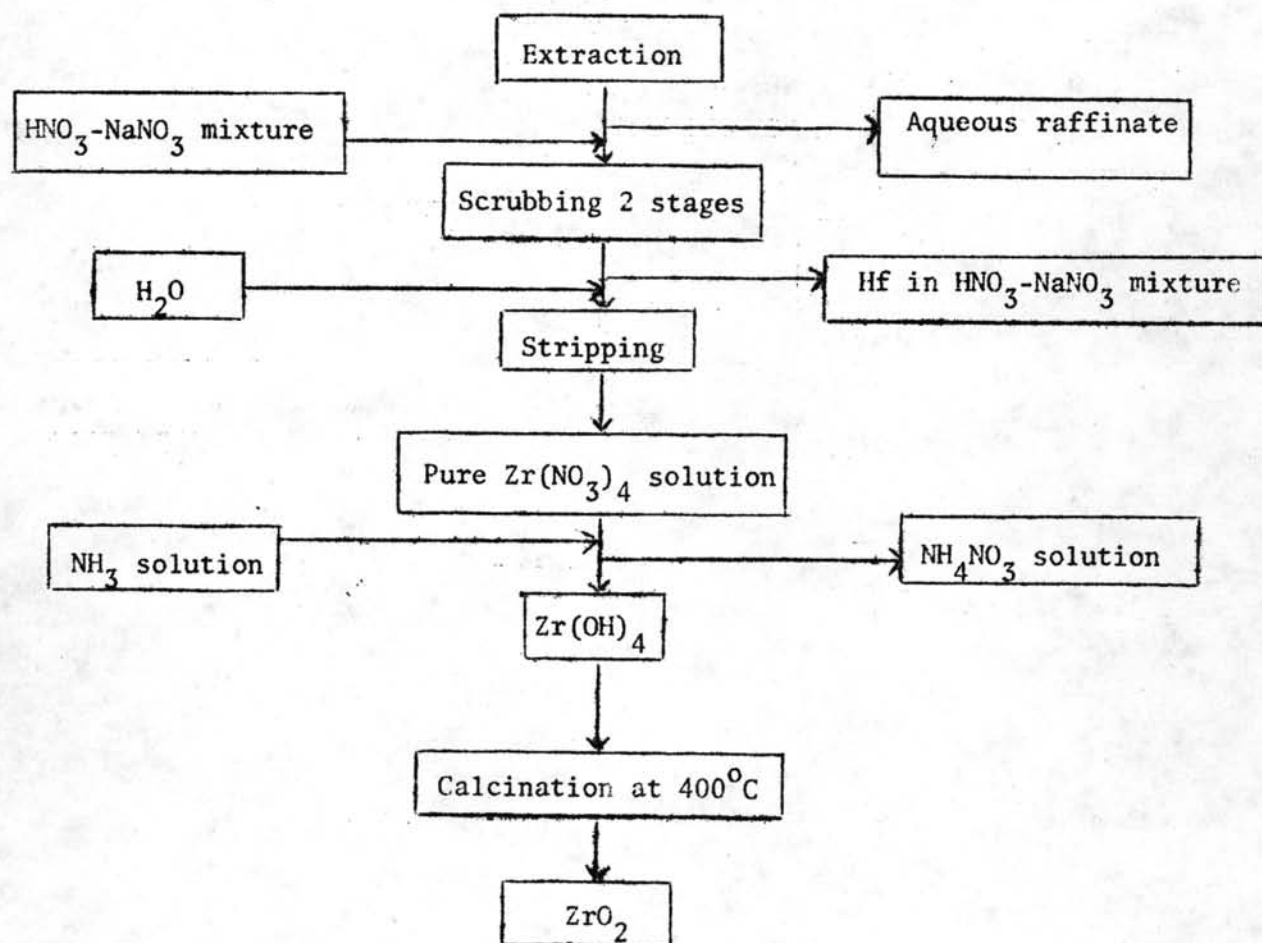 Extraction
HNO₃-NaNO₃ mixture
Aqueous raffinate
Scrubbing 2 stages
H₂O
Hf in HNO₃-NaNO₃ mixture
Stripping
Pure Zr(NO₃)₄ solution
NH₃ solution
NH₄NO₃ solution
Zr(OH)₄
Calcination at 400°C
ZrO₂